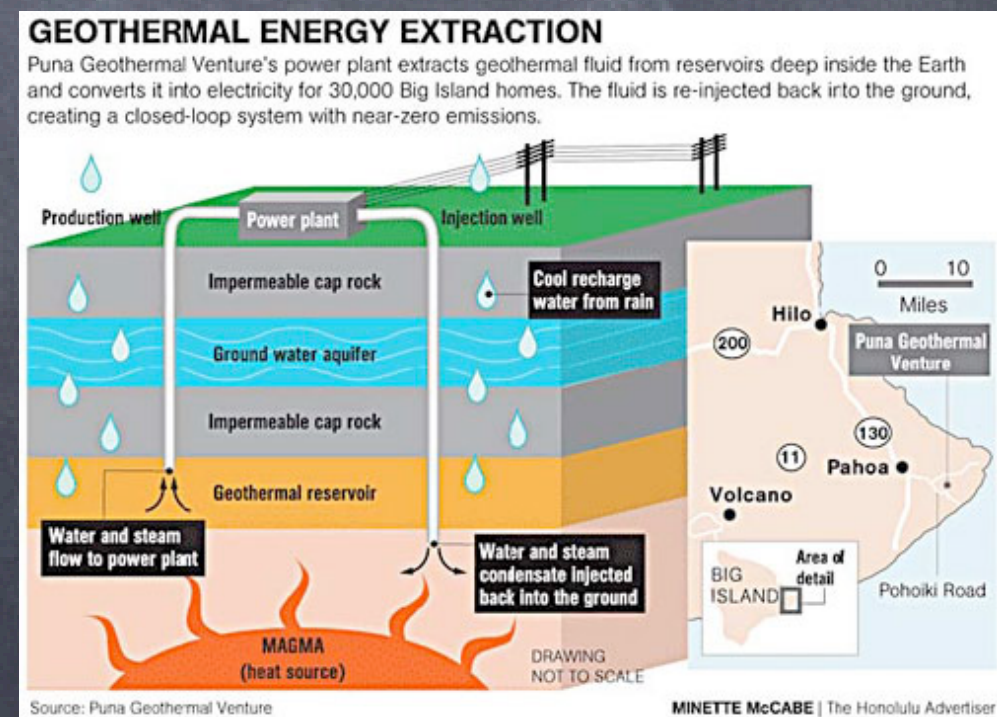 GEOTHERMAL ENERGY EXTRACTION
Puna Geothermal Venture's power plant extracts geothermal fluid from reservoirs deep inside the Earth
and converts it into electricity for 30,000 Big Island homes. The fluid is re-injected back into the ground,
creating a closed-loop system with near-zero emissions.
Production well
Power plant
Injection well
Impermeable cap rock
Cool recharge
water from rain
Ground water aquifer
Impermeable cap rock
Geothermal reservoir
Water and steam
flow to power plant
Water and steam
condensate injected
back into the ground
MAGMA
(heat source)
DRAWING
NOT TO SCALE
0 10
Miles
Hilo
200
Puna Geothermal
Venture
130
11
Pahoa
Volcano
Area of
detail
BIG
ISLAND
Pohoiki Road
Source: Puna Geothermal Venture
MINETTE McCABE | The Honolulu Advertiser